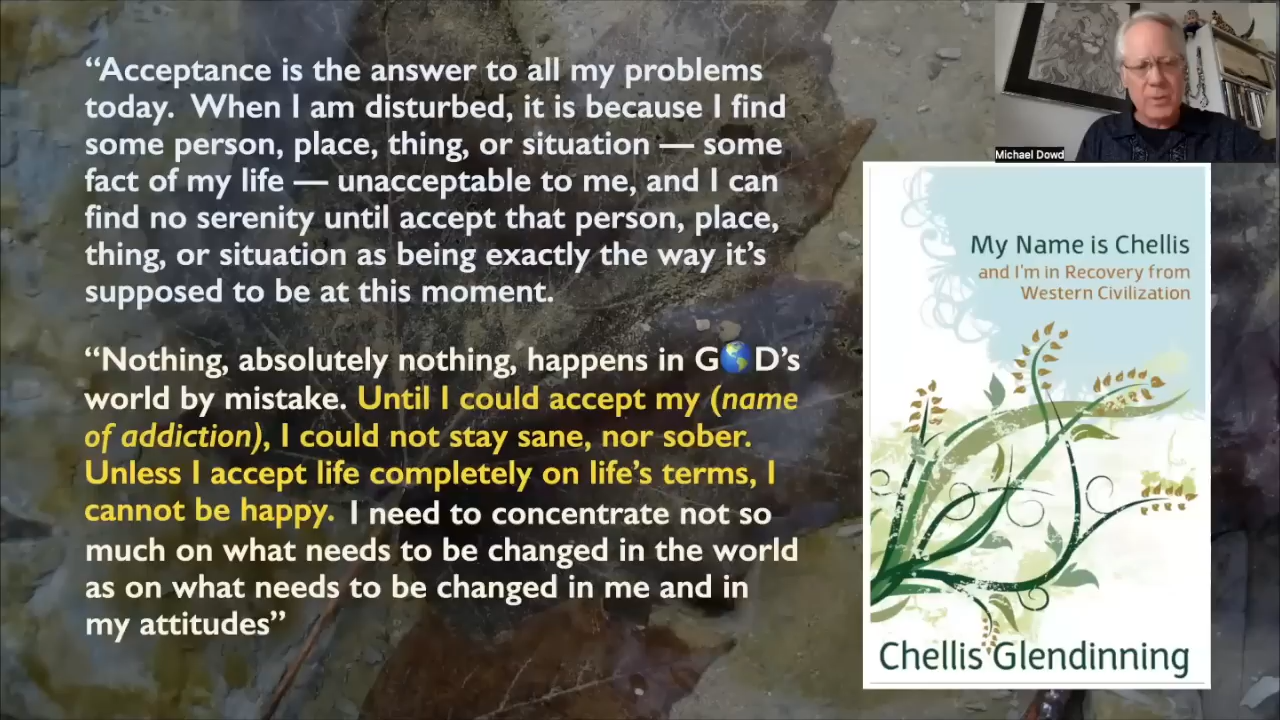 “Acceptance is the answer to all my problems
today.  When I am disturbed, it is because I find
some person, place, thing, or situation — some
fact of my life — unacceptable to me, and I can
find no serenity until accept that person, place,
thing, or situation as being exactly the way it’s
supposed to be at this moment.
“Nothing, absolutely nothing, happens in G🌎D’s
world by mistake. Until I could accept my (name
of addiction), I could not stay sane, nor sober.
Unless I accept life completely on life’s terms, I
cannot be happy.  I need to concentrate not so
much on what needs to be changed in the world
as on what needs to be changed in me and in
my attitudes”
Michael Dowd
My Name is Chellis
and I'm in Recovery from
Western Civilization
Chellis Glendinning